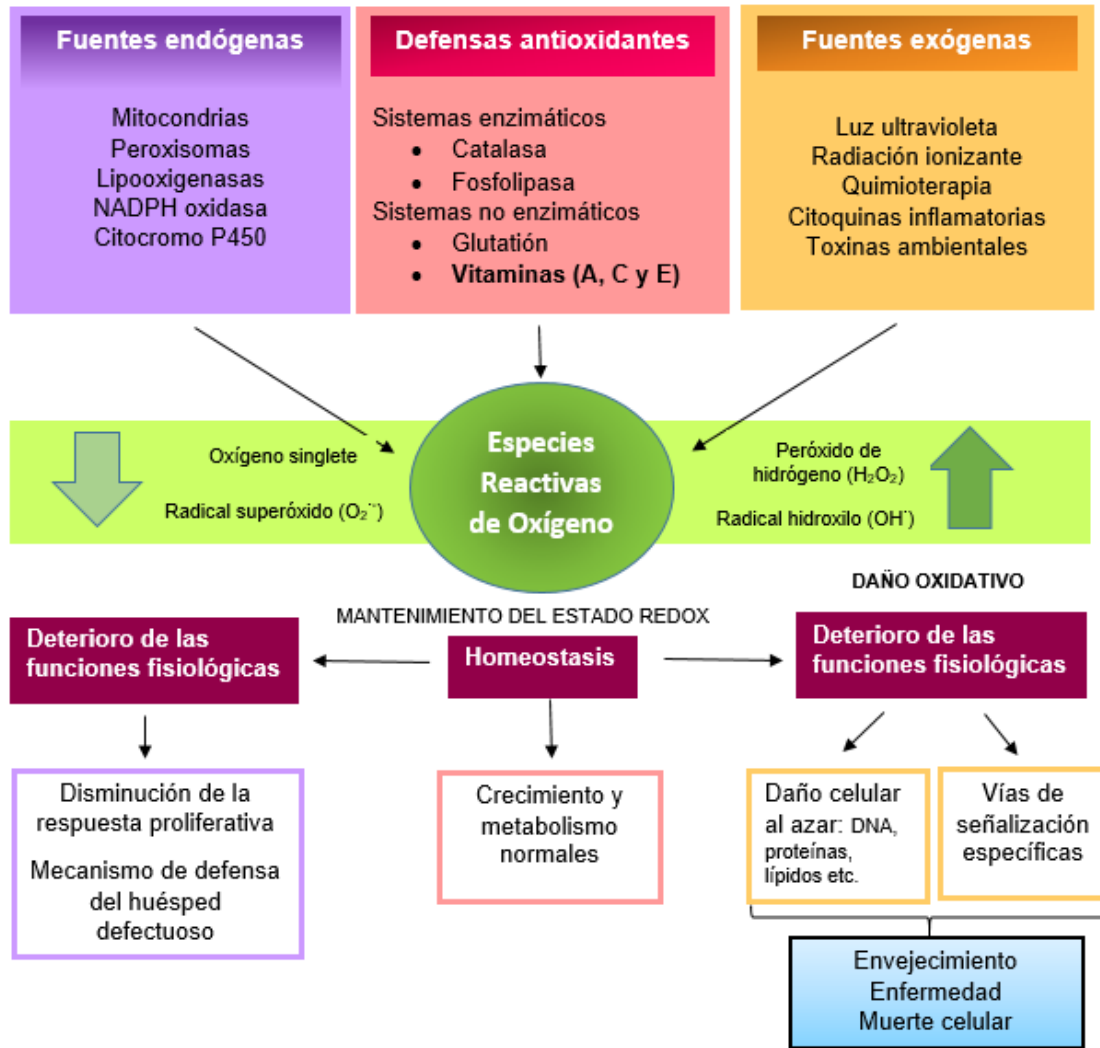 Fuentes endógenas
Mitocondrias
Peroxisomas
Lipooxigenasas
NADPH oxidasa
Citocromo P450
Defensas antioxidantes
Sistemas enzimáticos
• Catalasa
• Fosfolipasa
Sistemas no enzimáticos
• Glutatión
• Vitaminas (A, C y E)
Fuentes exógenas
Luz ultravioleta
Radiación ionizante
Quimioterapia
Citoquinas inflamatorias
Toxinas ambientales
Oxígeno singlete
Radical superóxido (O₂˙⁻)
Especies
Reactivas
de Oxígeno
Peróxido de
hidrógeno (H₂O₂)
Radical hidroxilo (OH˙)
DAÑO OXIDATIVO
MANTENIMIENTO DEL ESTADO REDOX
Deterioro de las
funciones fisiológicas
Homeostasis
Deterioro de las
funciones fisiológicas
Disminución de la
respuesta proliferativa
Mecanismo de defensa
del huésped
defectuoso
Crecimiento y
metabolismo
normales
Daño celular
al azar: DNA,
proteínas,
lípidos etc.
Vías de
señalización
específicas
Envejecimiento
Enfermedad
Muerte celular